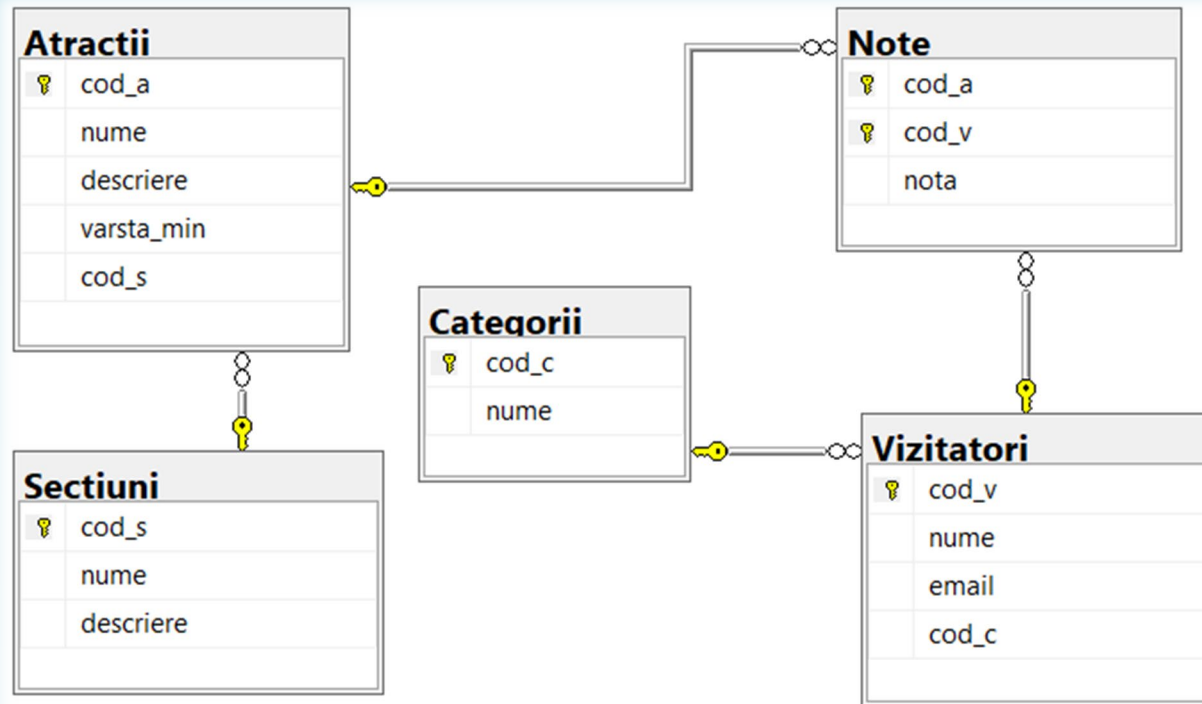 Atractii
cod_a
nume
descriere
varsta_min
cod_s
Note
cod_a
cod_v
nota
Categorii
cod_c
nume
Sectiuni
cod_s
nume
descriere
Vizitatori
cod_v
nume
email
cod_c